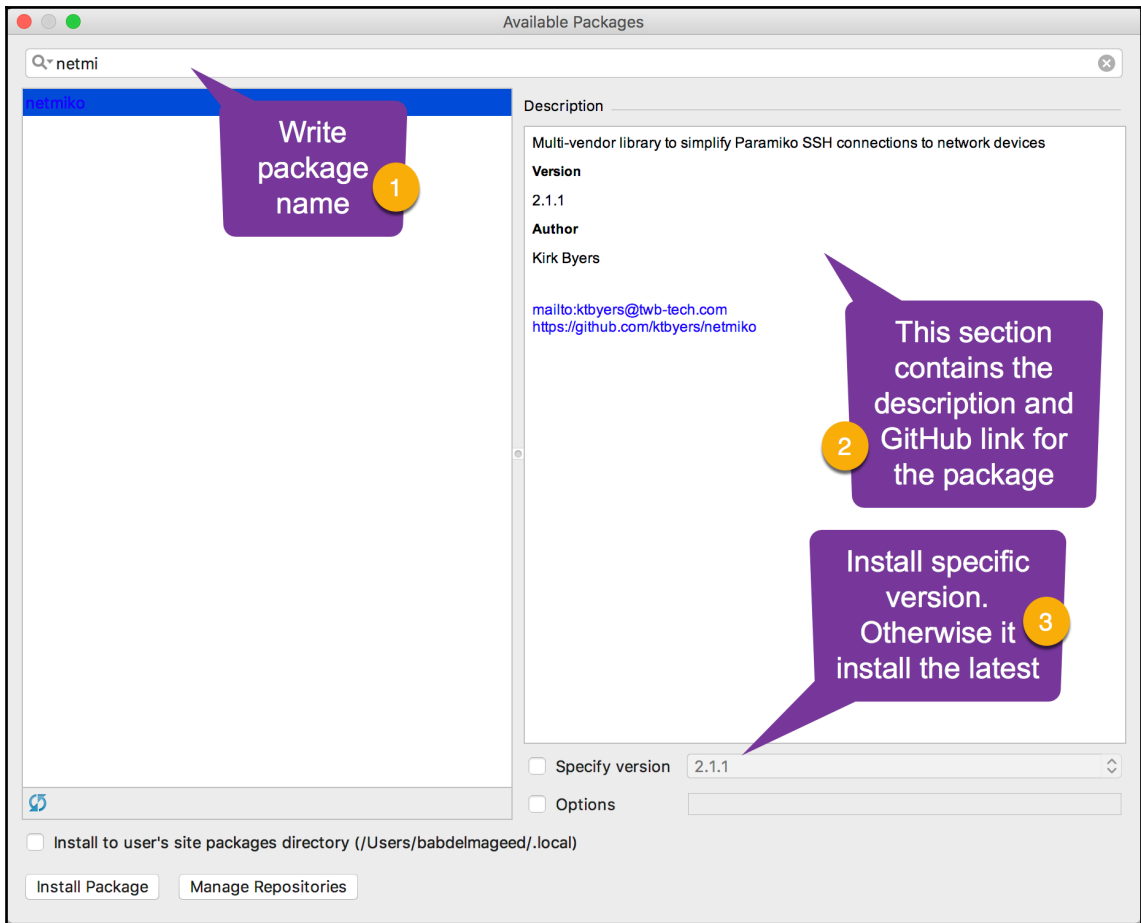 Available Packages
netmi
netmiko
Write
package
name
1
Description
Multi-vendor library to simplify Paramiko SSH connections to network devices
Version
2.1.1
Author
Kirk Byers
mailto:ktbyers@twb-tech.com
https://github.com/ktbyers/netmiko
This section
contains the
description and
GitHub link for
the package
2
Install specific
version.
Otherwise it
install the latest
3
Specify version 2.1.1
Options
Install to user's site packages directory (/Users/babdelmageed/.local)
Install Package Manage Repositories